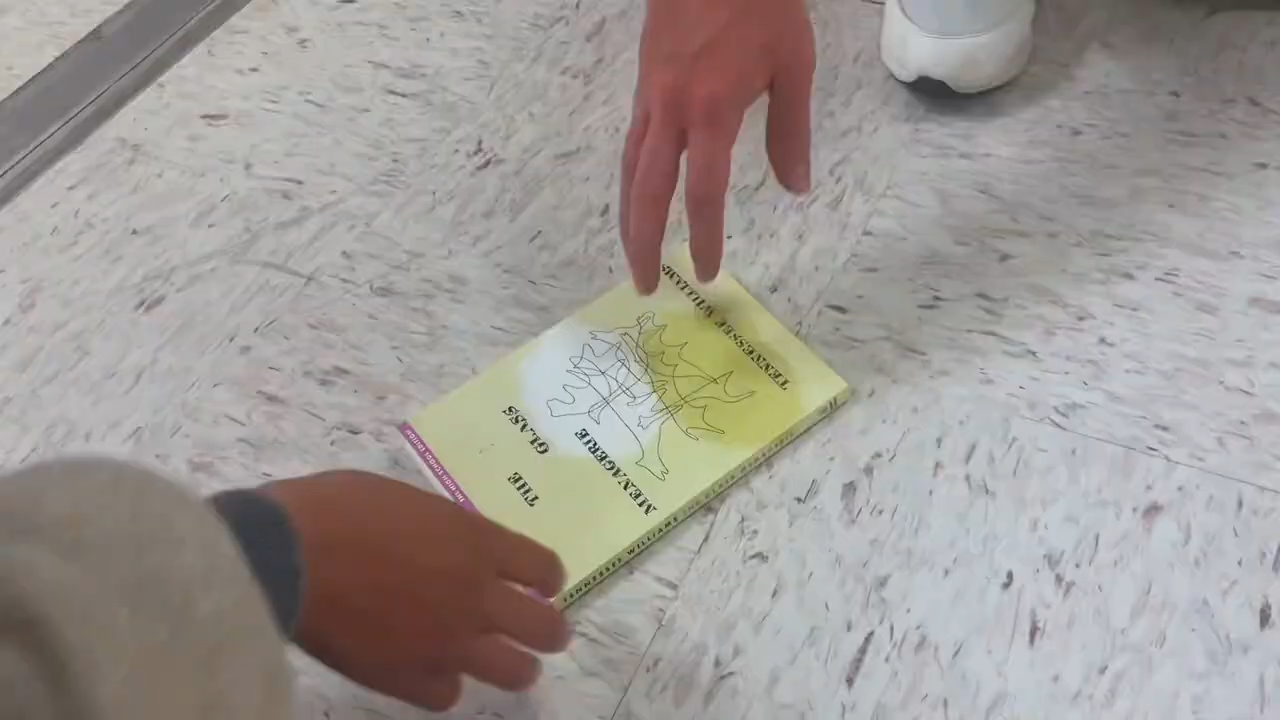 THE
GLASS
MENAGERIE
TENNESSEE WILLIAMS
TENNESSEE WILLIAMS THE GLASS MENAGERIE